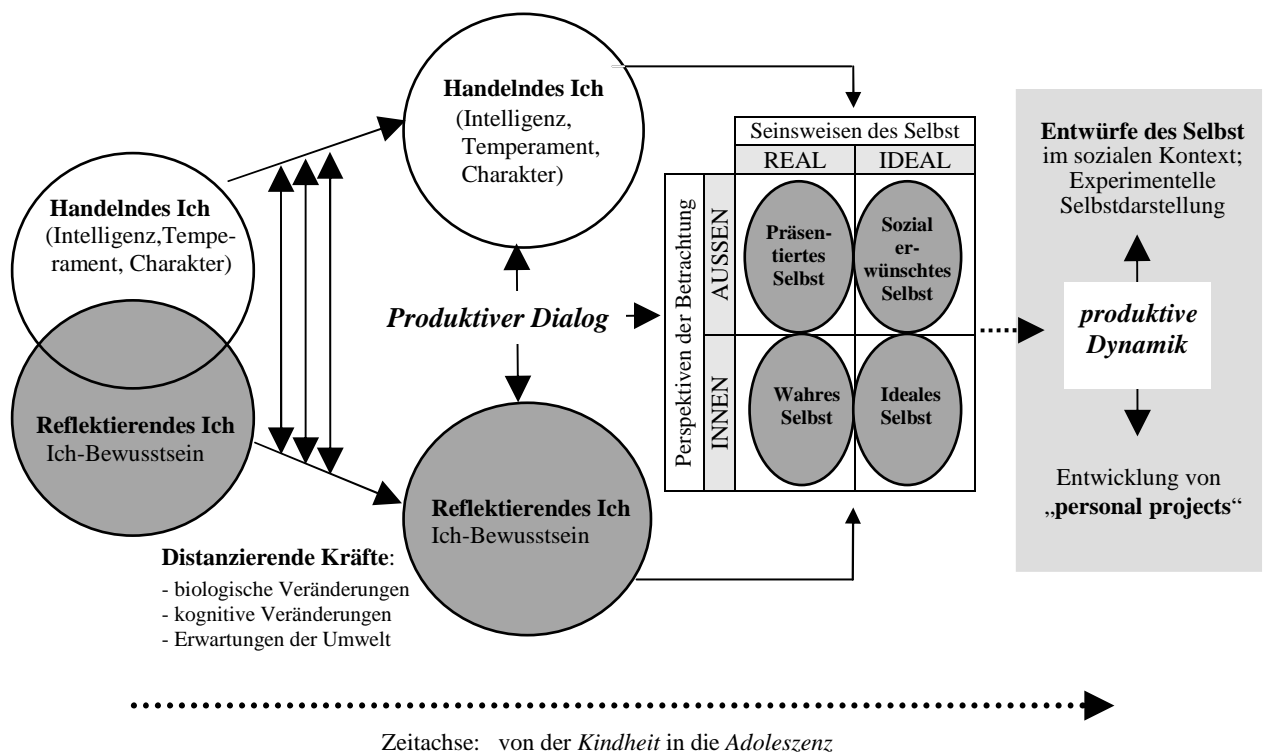 Handelndes Ich
(Intelligenz,Tempe-
rament, Charakter)
Reflektierendes Ich
Ich-Bewusstsein
Distanzierende Kräfte:
- biologische Veränderungen
- kognitive Veränderungen
- Erwartungen der Umwelt
Handelndes Ich
(Intelligenz,
Temperament,
Charakter)
Produktiver Dialog
Reflektierendes Ich
Ich-Bewusstsein
Seinsweisen des Selbst
REAL
IDEAL
Perspektiven der Betrachtung
AUSSEN
INNEN
Präsen-
tiertes
Selbst
Sozial
er-
wünschtes
Selbst
Wahres
Selbst
Ideales
Selbst
Entwürfe des Selbst
im sozialen Kontext;
Experimentelle
Selbstdarstellung
produktive
Dynamik
Entwicklung von
„personal projects“
Zeitachse: von der Kindheit in die Adoleszenz